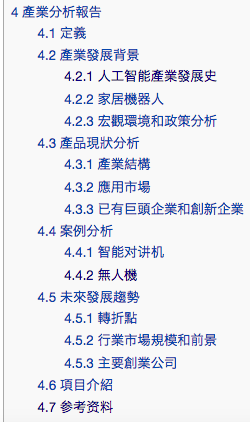 4 產業分析報告
4.1 定義
4.2 產業發展背景
4.2.1 人工智能產業發展史
4.2.2 家居機器人
4.2.3 宏觀環境和政策分析
4.3 產品現狀分析
4.3.1 產業結構
4.3.2 應用市場
4.3.3 已有巨頭企業和創新企業
4.4 案例分析
4.4.1 智能对讲机
4.4.2 無人機
4.5 未來發展趨勢
4.5.1 轉折點
4.5.2 行業市場規模和前景
4.5.3 主要創業公司
4.6 項目介紹
4.7 参考资料